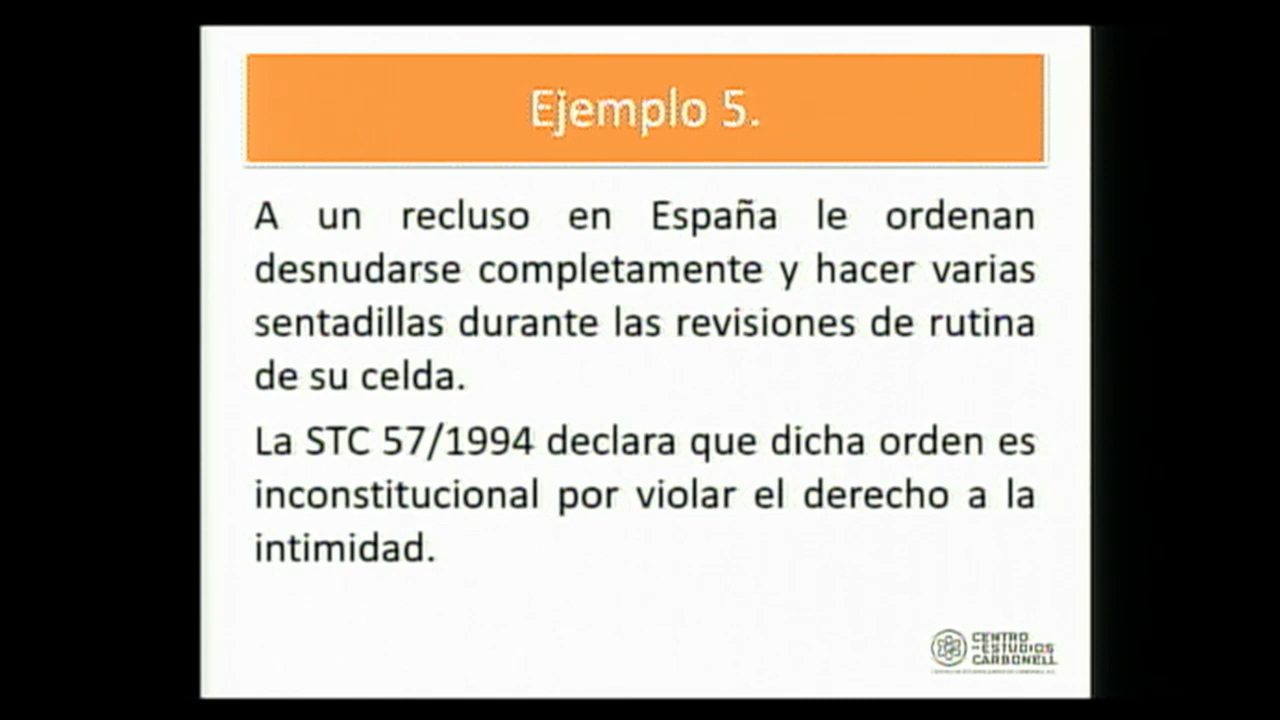 Ejemplo 5.
A un recluso en España le ordenan
desnudarse completamente y hacer varias
sentadillas durante las revisiones de rutina
de su celda.
La STC 57/1994 declara que dicha orden es
inconstitucional por violar el derecho a la
intimidad.
CENTRO
DE ESTUDIOS
CARBONELL